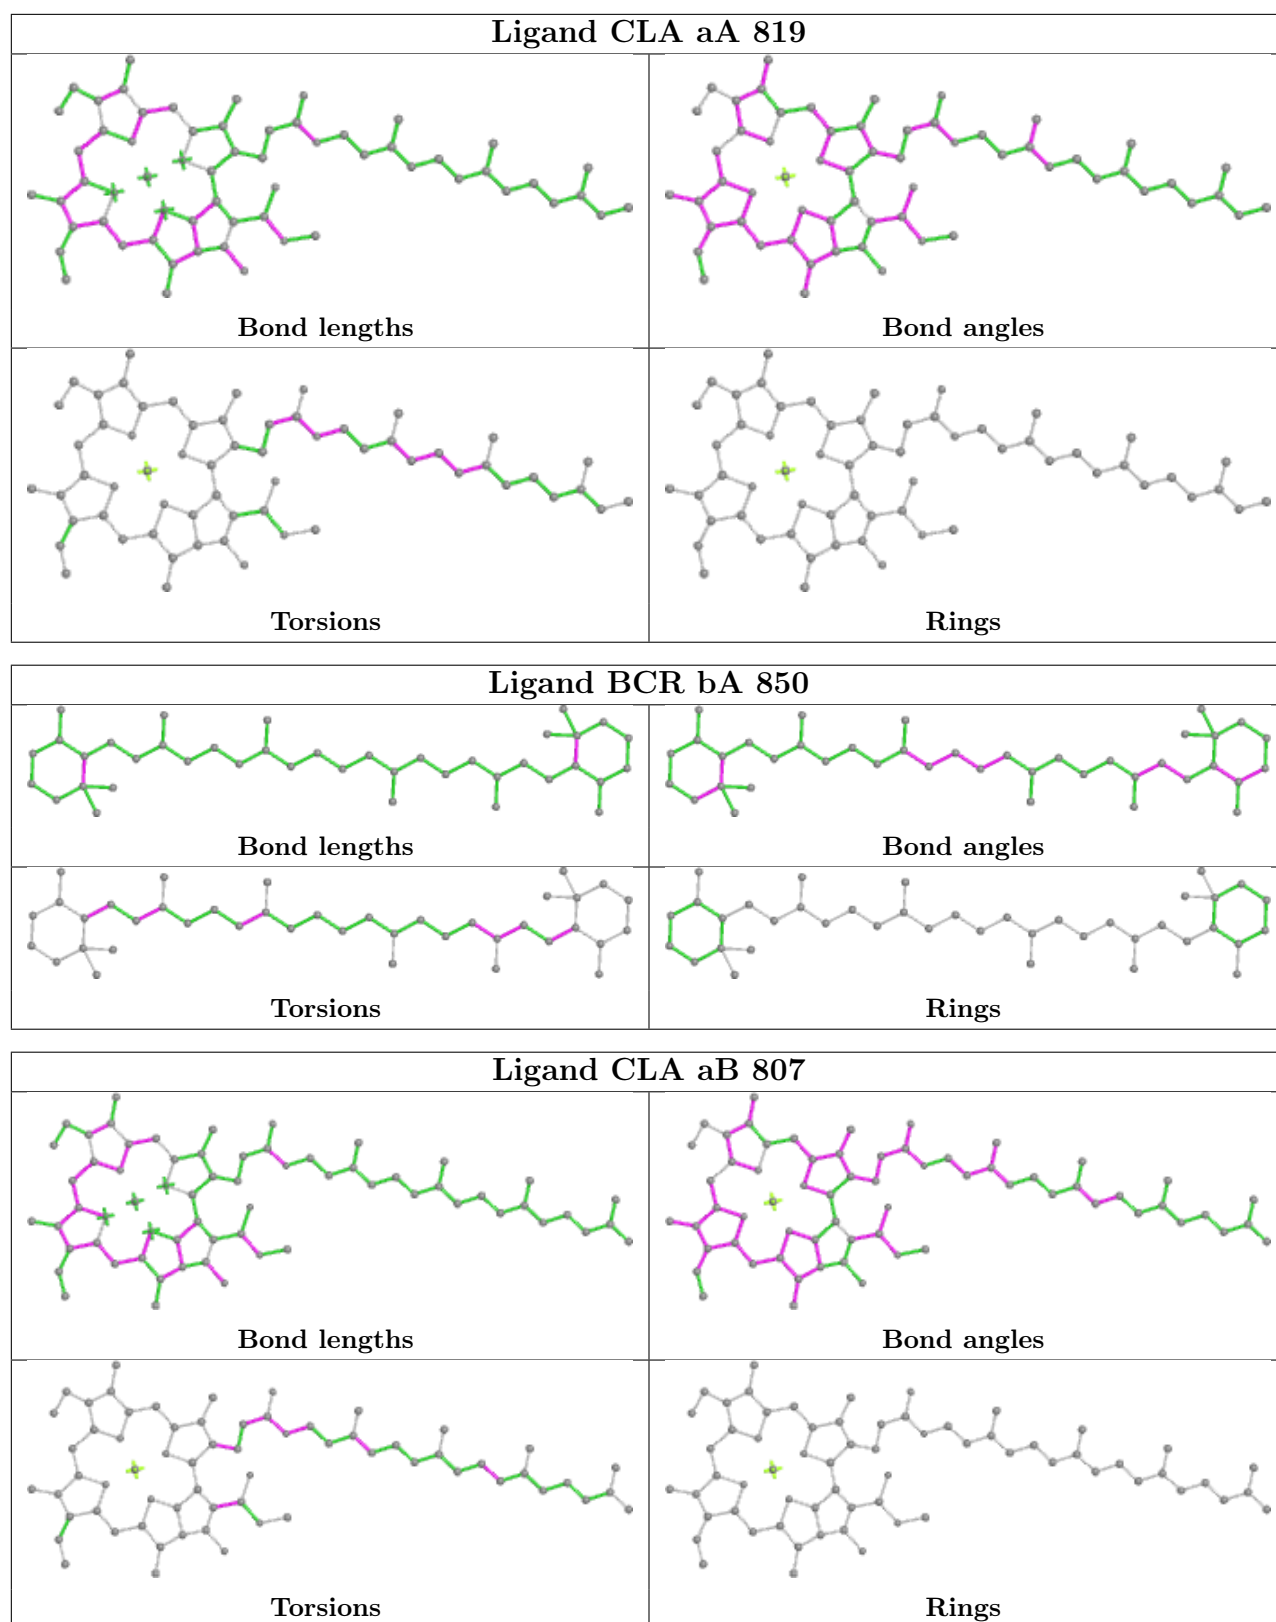 Ligand CLA aA 819
Bond lengths
Bond angles
Torsions
Rings
Ligand BCR bA 850
Bond lengths
Bond angles
Torsions
Rings
Ligand CLA aB 807
Bond lengths
Bond angles
Torsions
Rings